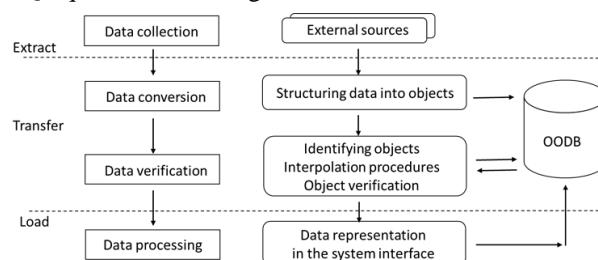 Data collection
External sources
Extract
Data conversion
Structuring data into objects
Transfer
OODB
Identifying objects
Interpolation procedures
Object verification
Data verification
Load
Data processing
Data representation
in the system interface